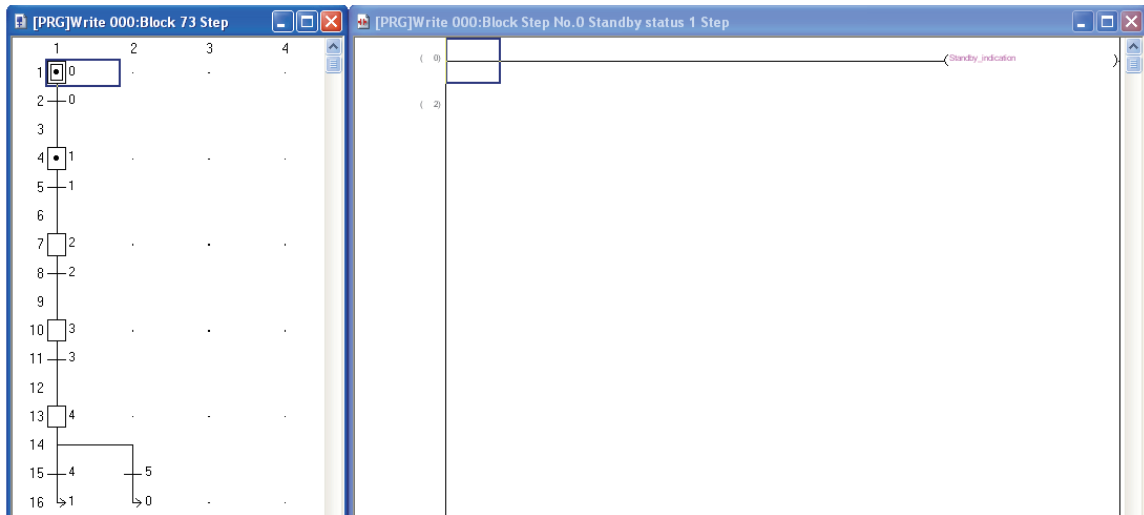 [PRG]Write 000:Block 73 Step
1 2 3 4
1 0
2 0
3
4 1
5 1
6
7 2
8 2
9
10 3
11 3
12
13 4
14
15 4 5
16 1 0
[PRG]Write 000:Block Step No.0 Standby status 1 Step
( 0) Standby_indication
( 2)